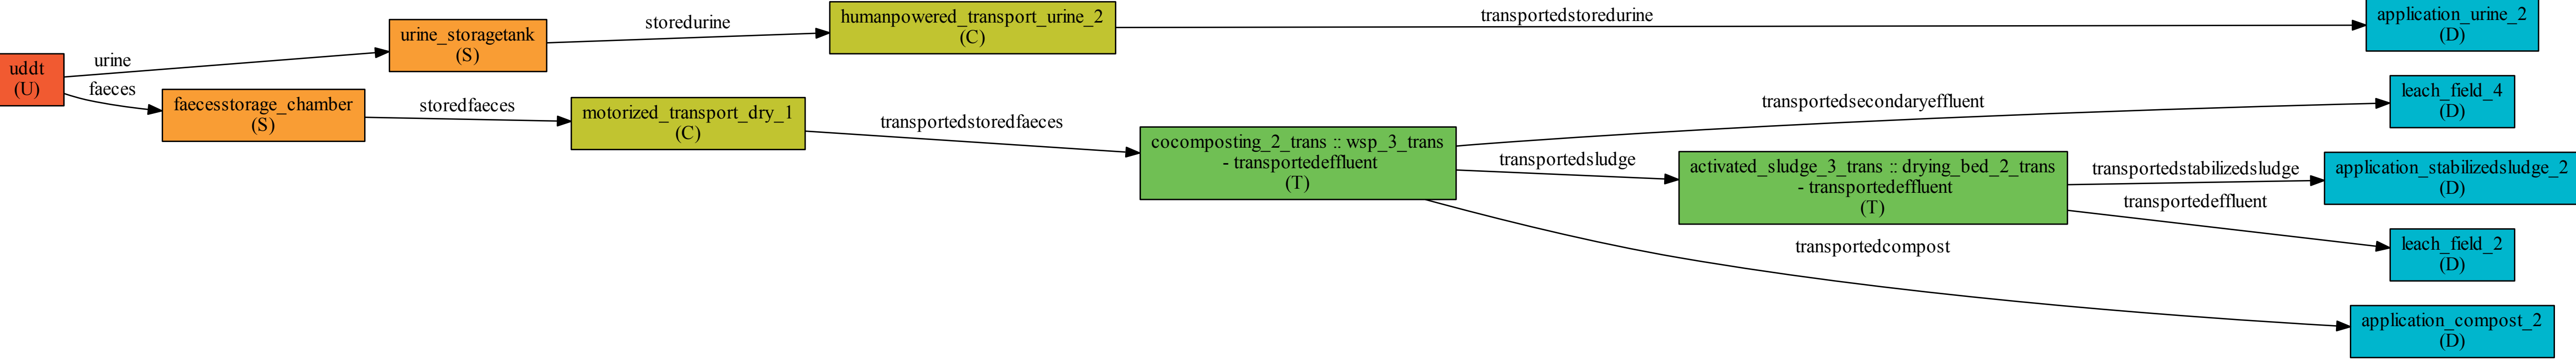 uddt
(U)
urine
faeces
urine_storagetank
(S)
faecesstorage_chamber
(S)
storedurine
storedfaeces
humanpowered_transport_urine_2
(C)
motorized_transport_dry_1
(C)
transportedstoredurine
transportedstoredfaeces
cocomposting_2_trans :: wsp_3_trans
- transportedeffluent
(T)
transportedsecondaryeffluent
transportedsludge
transportedcompost
activated_sludge_3_trans :: drying_bed_2_trans
- transportedeffluent
(T)
transportedstabilizedsludge
transportedeffluent
application_urine_2
(D)
leach_field_4
(D)
application_stabilizedsludge_2
(D)
leach_field_2
(D)
application_compost_2
(D)